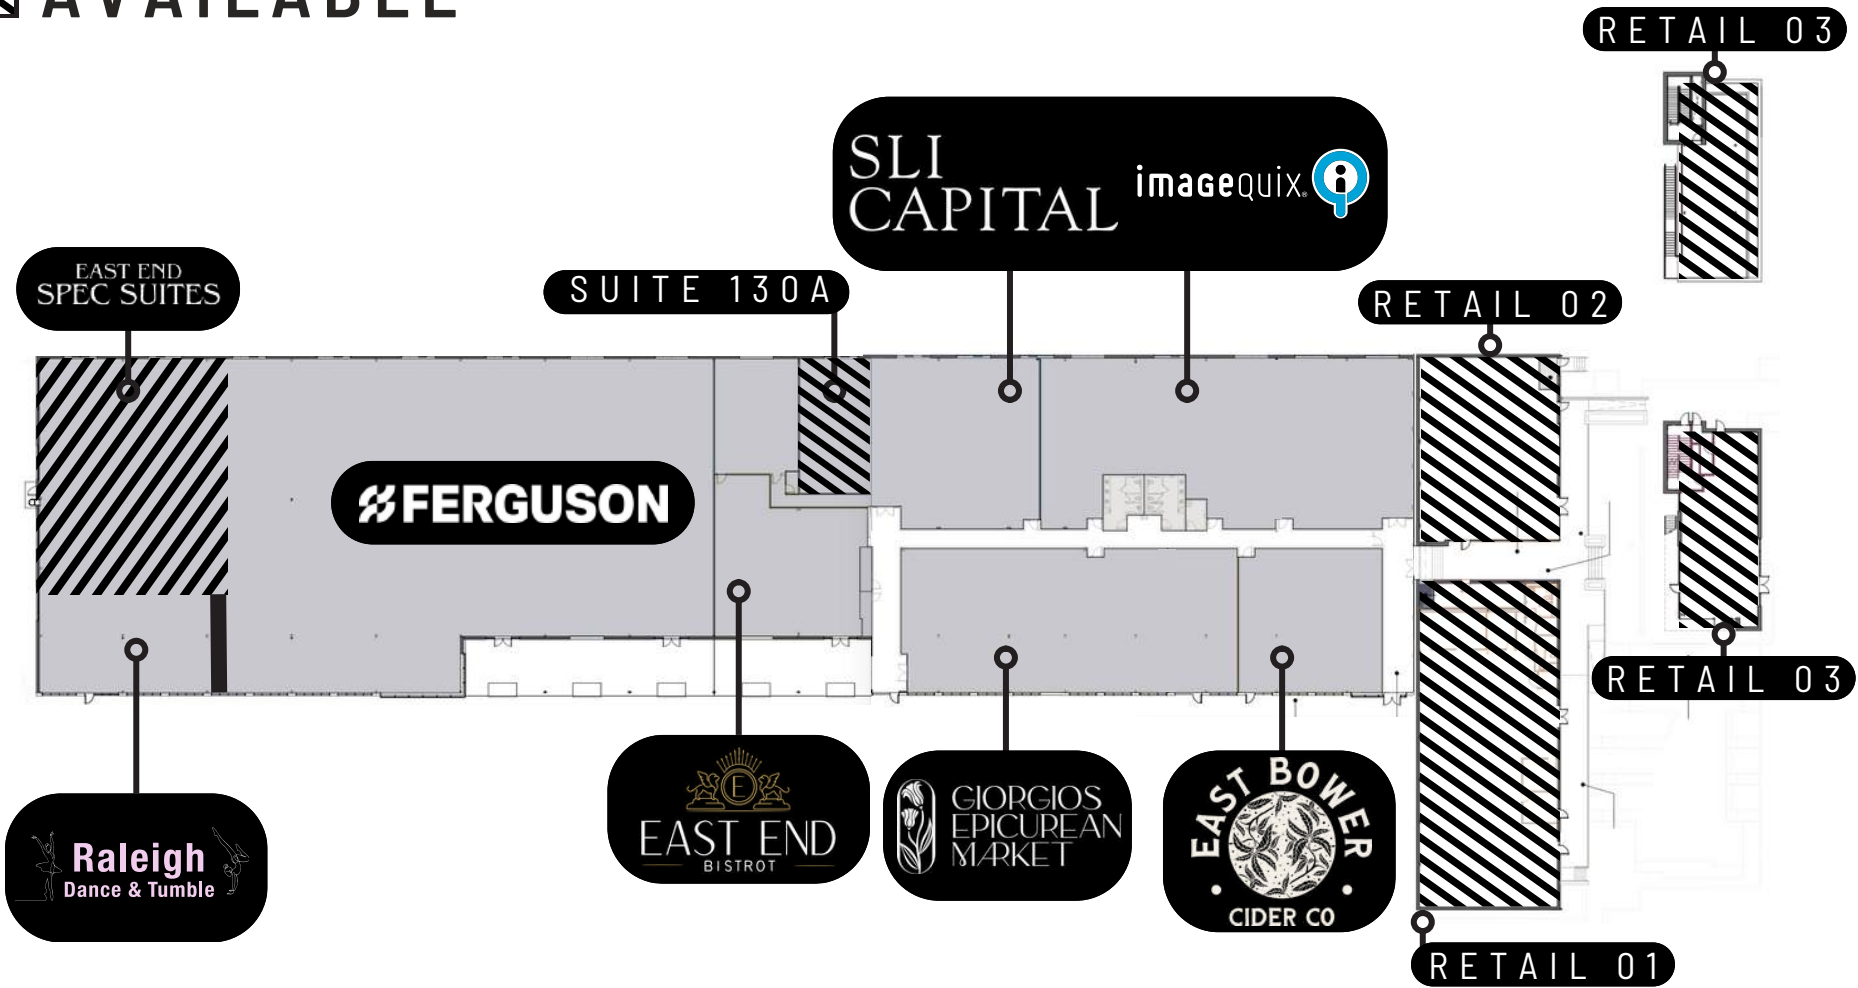 AVAILABLE
RETAIL 03
SLI
CAPITAL
imagequix®
EAST END
SPEC SUITES
SUITE 130A
RETAIL 02
FERGUSON
RETAIL 03
E
EAST END
BISTROT
GIORGIOS
EPICUREAN
MARKET
EAST BOWER
CIDER CO
Raleigh
Dance & Tumble
RETAIL 01